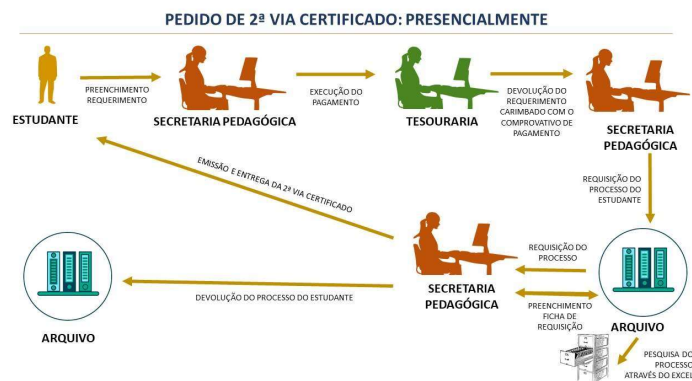 PEDIDO DE 2ª VIA CERTIFICADO: PRESENCIALMENTE
PREENCHIMENTO
REQUERIMENTO
EXECUÇÃO DO
PAGAMENTO
DEVOLUÇÃO DO
REQUERIMENTO
CARIMBADO COM O
COMPROVATIVO DE
PAGAMENTO
ESTUDANTE
SECRETARIA PEDAGÓGICA
TESOURARIA
SECRETARIA
PEDAGÓGICA
EMISSÃO E ENTREGA DA 2ª VIA CERTIFICADO
REQUISIÇÃO DO
PROCESSO DO
ESTUDANTE
REQUISIÇÃO DO
PROCESSO
SECRETARIA
PEDAGÓGICA
DEVOLUÇÃO DO PROCESSO DO ESTUDANTE
PREENCHIMENTO
FICHA DE
REQUISIÇÃO
ARQUIVO
ARQUIVO
PESQUISA DO
PROCESSO
ATRAVÉS DO EXCEL